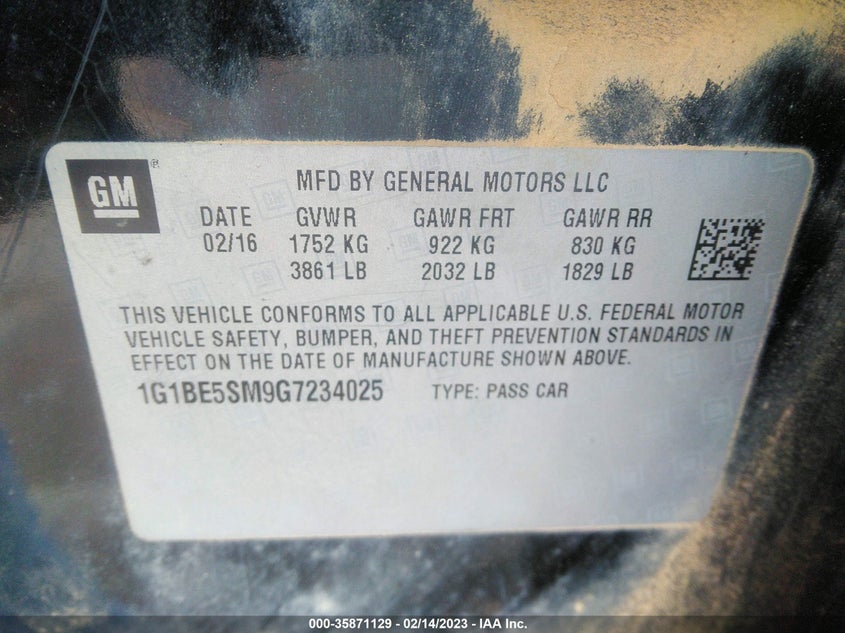 GM®
MFD BY GENERAL MOTORS LLC
DATE GVWR GAWR FRT GAWR RR
02/16 1752 KG 922 KG 830 KG
3861 LB 2032 LB 1829 LB
THIS VEHICLE CONFORMS TO ALL APPLICABLE U.S. FEDERAL MOTOR
VEHICLE SAFETY, BUMPER, AND THEFT PREVENTION STANDARDS IN
EFFECT ON THE DATE OF MANUFACTURE SHOWN ABOVE.
1G1BE5SM9G7234025 TYPE: PASS CAR
000-35871129 - 02/14/2023 - IAA Inc.